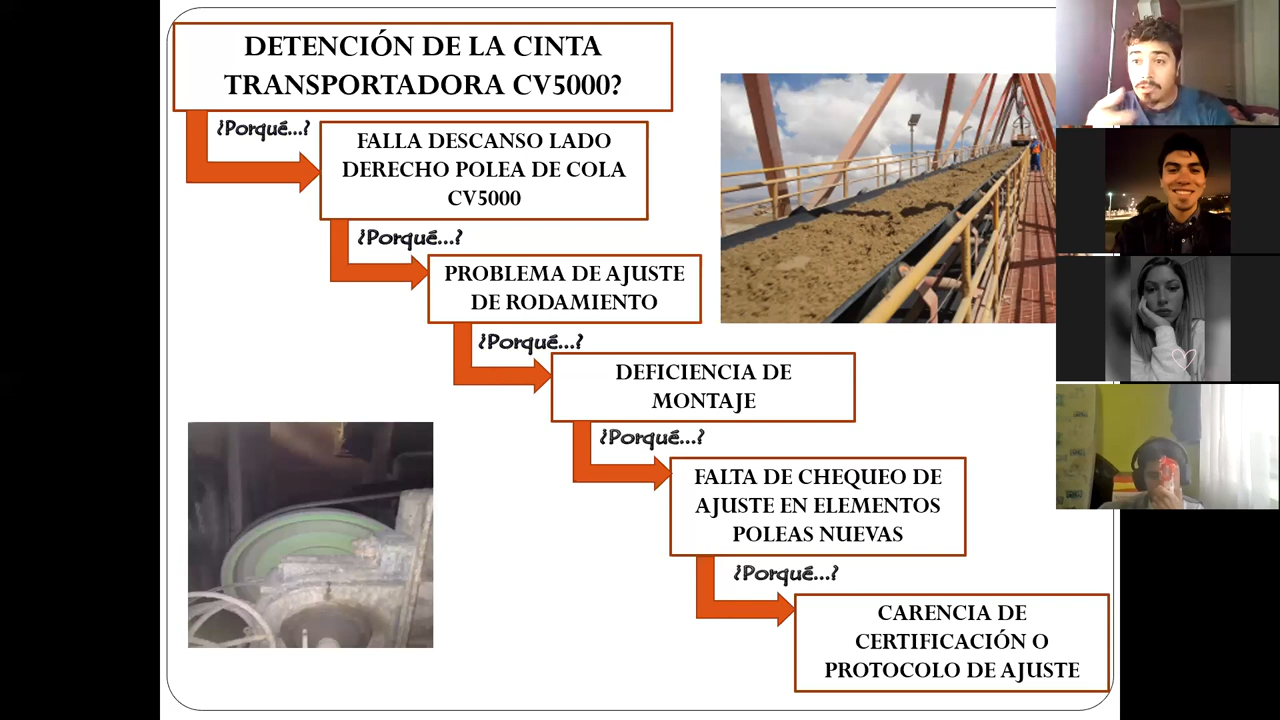 DETENCIÓN DE LA CINTA
TRANSPORTADORA CV5000?
¿Porqué...?
FALLA DESCANSO LADO
DERECHO POLEA DE COLA
CV5000
¿Porqué...?
PROBLEMA DE AJUSTE
DE RODAMIENTO
¿Porqué...?
DEFICIENCIA DE
MONTAJE
¿Porqué...?
FALTA DE CHEQUEO DE
AJUSTE EN ELEMENTOS
POLEAS NUEVAS
¿Porqué...?
CARENCIA DE
CERTIFICACIÓN O
PROTOCOLO DE AJUSTE